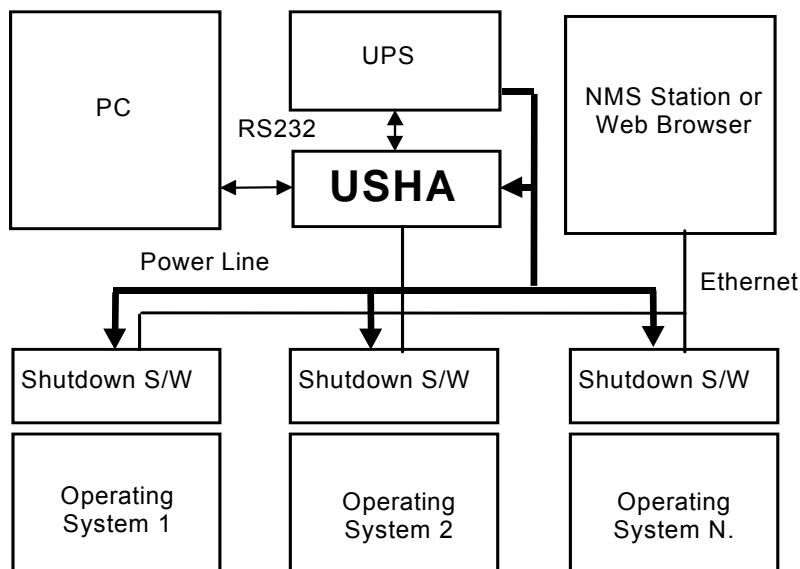 PC
UPS
NMS Station or
Web Browser
RS232
USHA
Power Line
Ethernet
Shutdown S/W
Shutdown S/W
Shutdown S/W
Operating
System 1
Operating
System 2
Operating
System N.